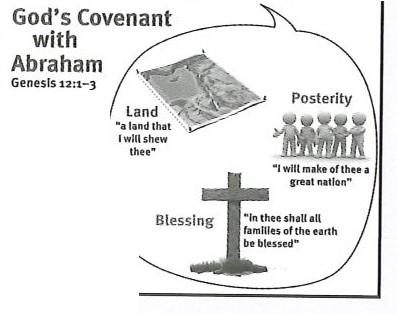 God's Covenant
with
Abraham
Genesis 12:1–3
Land
"a land that
I will shew
thee"
Posterity
"I will make of thee a
great nation"
Blessing
"in thee shall all
families of the earth
be blessed"